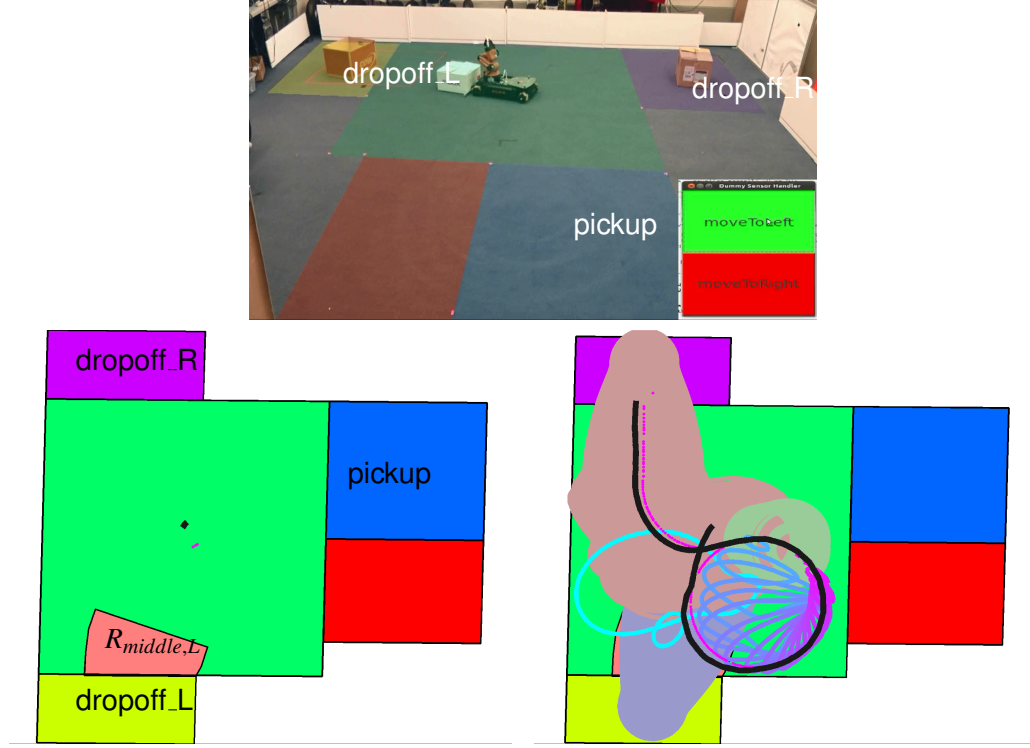 dropoff_L
dropoff_R
pickup
Dummy Sensor Handler
moveToLeft
moveToRight
dropoff_R
pickup
R_middle,L
dropoff_L